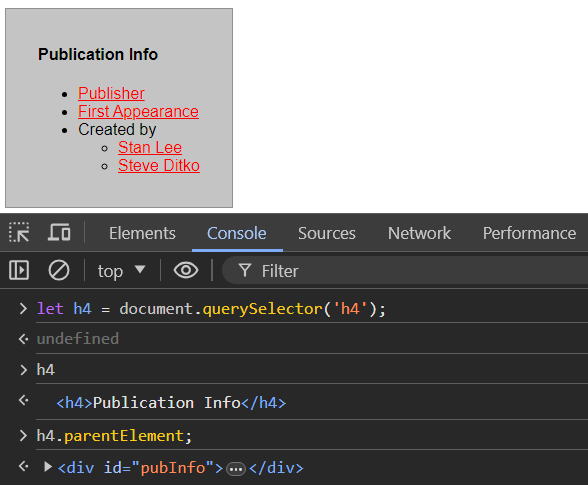 Publication Info
Publisher
First Appearance
Created by
Stan Lee
Steve Ditko
Elements Console Sources Network Performance
top Filter
let h4 = document.querySelector('h4');
undefined
h4
<h4>Publication Info</h4>
h4.parentElement;
<div id="pubInfo">…</div>